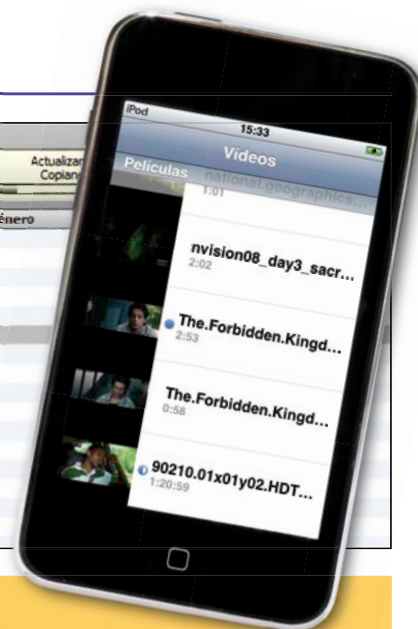 iPod
15:33
Videos
Películas
national.geographics...
1:01
nvision08_day3_sacr...
2:02
The.Forbidden.Kingd...
2:53
The.Forbidden.Kingd...
0:58
90210.01x01y02.HDT...
1:20:59
Actualizan
Copian
énero